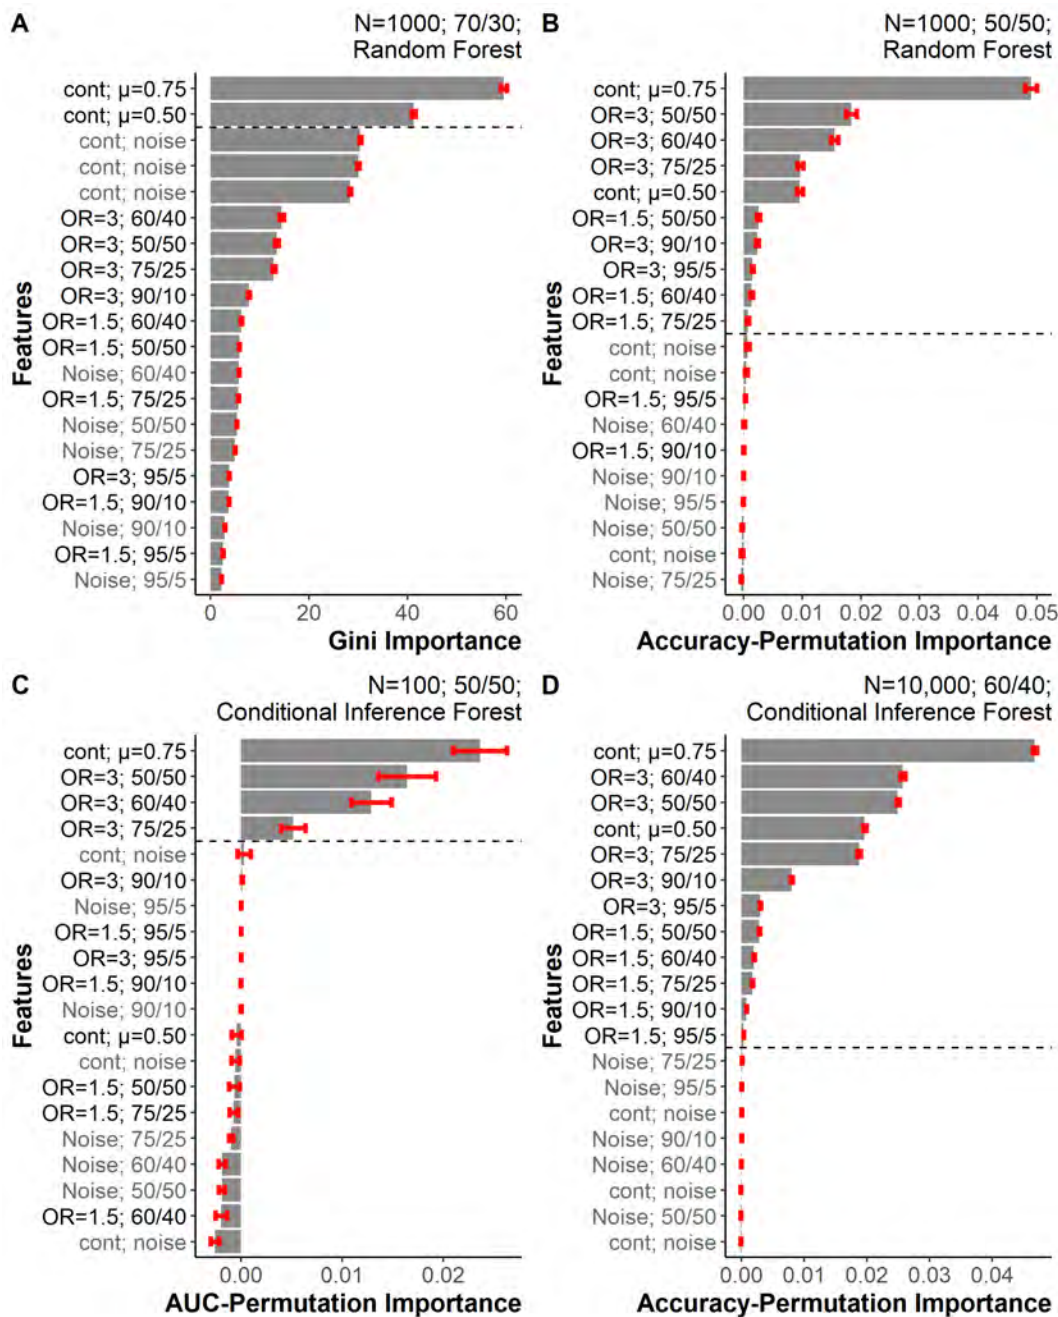 A
N=1000; 70/30;
Random Forest
Features
cont; µ=0.75
cont; µ=0.50
cont; noise
cont; noise
cont; noise
OR=3; 60/40
OR=3; 50/50
OR=3; 75/25
OR=3; 90/10
OR=1.5; 60/40
OR=1.5; 50/50
Noise; 60/40
OR=1.5; 75/25
Noise; 50/50
Noise; 75/25
OR=3; 95/5
OR=1.5; 90/10
Noise; 90/10
OR=1.5; 95/5
Noise; 95/5
0 20 40 60
Gini Importance
B
N=1000; 50/50;
Random Forest
Features
cont; µ=0.75
OR=3; 50/50
OR=3; 60/40
OR=3; 75/25
cont; µ=0.50
OR=1.5; 50/50
OR=3; 90/10
OR=3; 95/5
OR=1.5; 60/40
OR=1.5; 75/25
cont; noise
cont; noise
OR=1.5; 95/5
Noise; 60/40
OR=1.5; 90/10
Noise; 90/10
Noise; 95/5
Noise; 50/50
cont; noise
Noise; 75/25
0.00 0.01 0.02 0.03 0.04 0.05
Accuracy-Permutation Importance
C
N=100; 50/50;
Conditional Inference Forest
Features
cont; µ=0.75
OR=3; 50/50
OR=3; 60/40
OR=3; 75/25
cont; noise
OR=3; 90/10
Noise; 95/5
OR=1.5; 95/5
OR=3; 95/5
OR=1.5; 90/10
Noise; 90/10
cont; µ=0.50
cont; noise
OR=1.5; 50/50
OR=1.5; 75/25
Noise; 75/25
Noise; 60/40
Noise; 50/50
OR=1.5; 60/40
cont; noise
0.00 0.01 0.02
AUC-Permutation Importance
D
N=10,000; 60/40;
Conditional Inference Forest
Features
cont; µ=0.75
OR=3; 60/40
OR=3; 50/50
cont; µ=0.50
OR=3; 75/25
OR=3; 90/10
OR=3; 95/5
OR=1.5; 50/50
OR=1.5; 60/40
OR=1.5; 75/25
OR=1.5; 90/10
OR=1.5; 95/5
Noise; 75/25
Noise; 95/5
cont; noise
Noise; 90/10
Noise; 60/40
cont; noise
Noise; 50/50
cont; noise
0.00 0.01 0.02 0.03 0.04
Accuracy-Permutation Importance